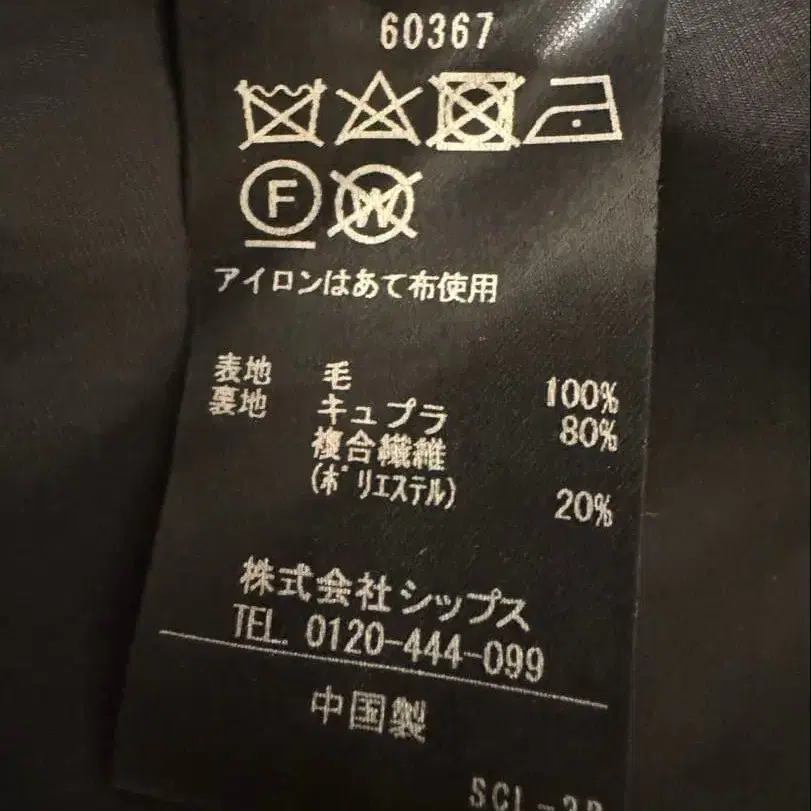 60367
F W
アイロンはあて布使用
表地 毛 100%
裏地 キュプラ 80%
複合繊維
(ポリエステル) 20%
株式会社シップス
TEL. 0120-444-099
中国製